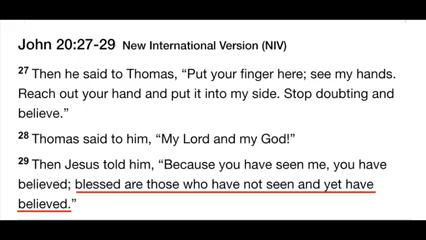 John 20:27-29 New International Version (NIV)
27 Then he said to Thomas, “Put your finger here; see my hands.
Reach out your hand and put it into my side. Stop doubting and
believe.”
28 Thomas said to him, “My Lord and my God!”
29 Then Jesus told him, “Because you have seen me, you have
believed; blessed are those who have not seen and yet have
believed.”